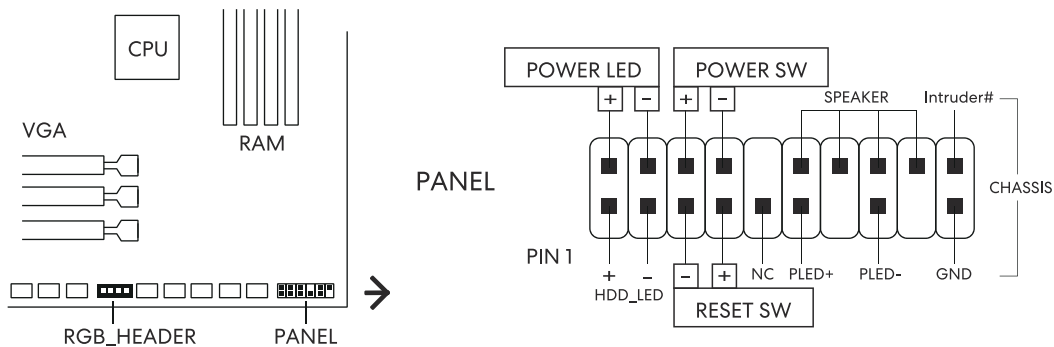 CPU
VGA
RAM
RGB_HEADER
PANEL
PANEL
POWER LED
POWER SW
+ - + -
SPEAKER
Intruder#
CHASSIS
PIN 1
+ - - +
NC
PLED+
PLED-
GND
HDD_LED
RESET SW